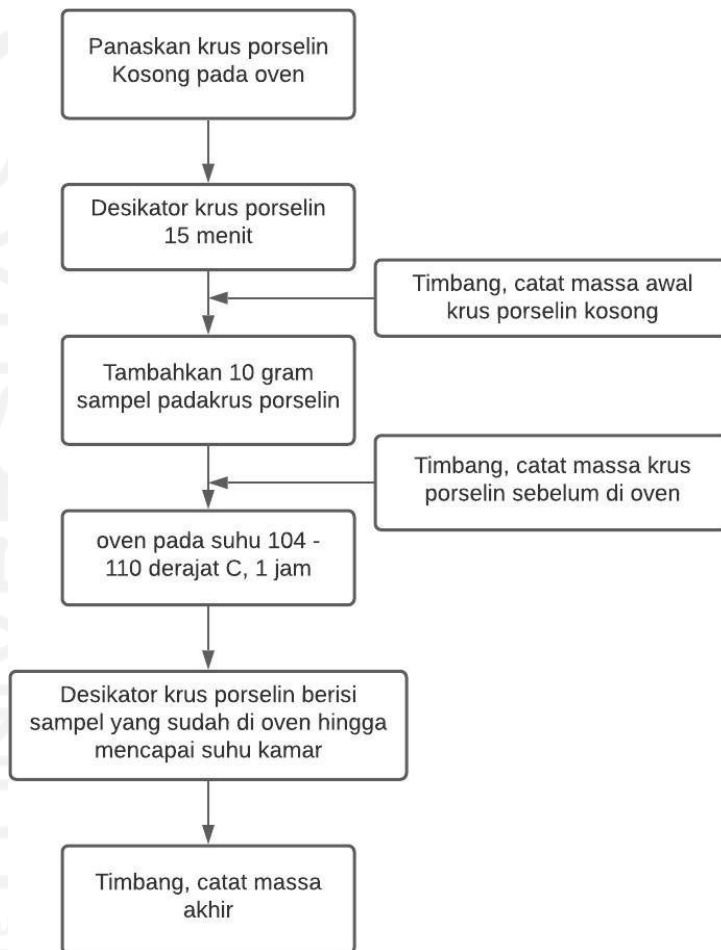 Panaskan krus porselin
Kosong pada oven
Desikator krus porselin
15 menit
Timbang, catat massa awal
krus porselin kosong
Tambahkan 10 gram
sampel padakrus porselin
Timbang, catat massa krus
porselin sebelum di oven
oven pada suhu 104 -
110 derajat C, 1 jam
Desikator krus porselin berisi
sampel yang sudah di oven hingga
mencapai suhu kamar
Timbang, catat massa
akhir